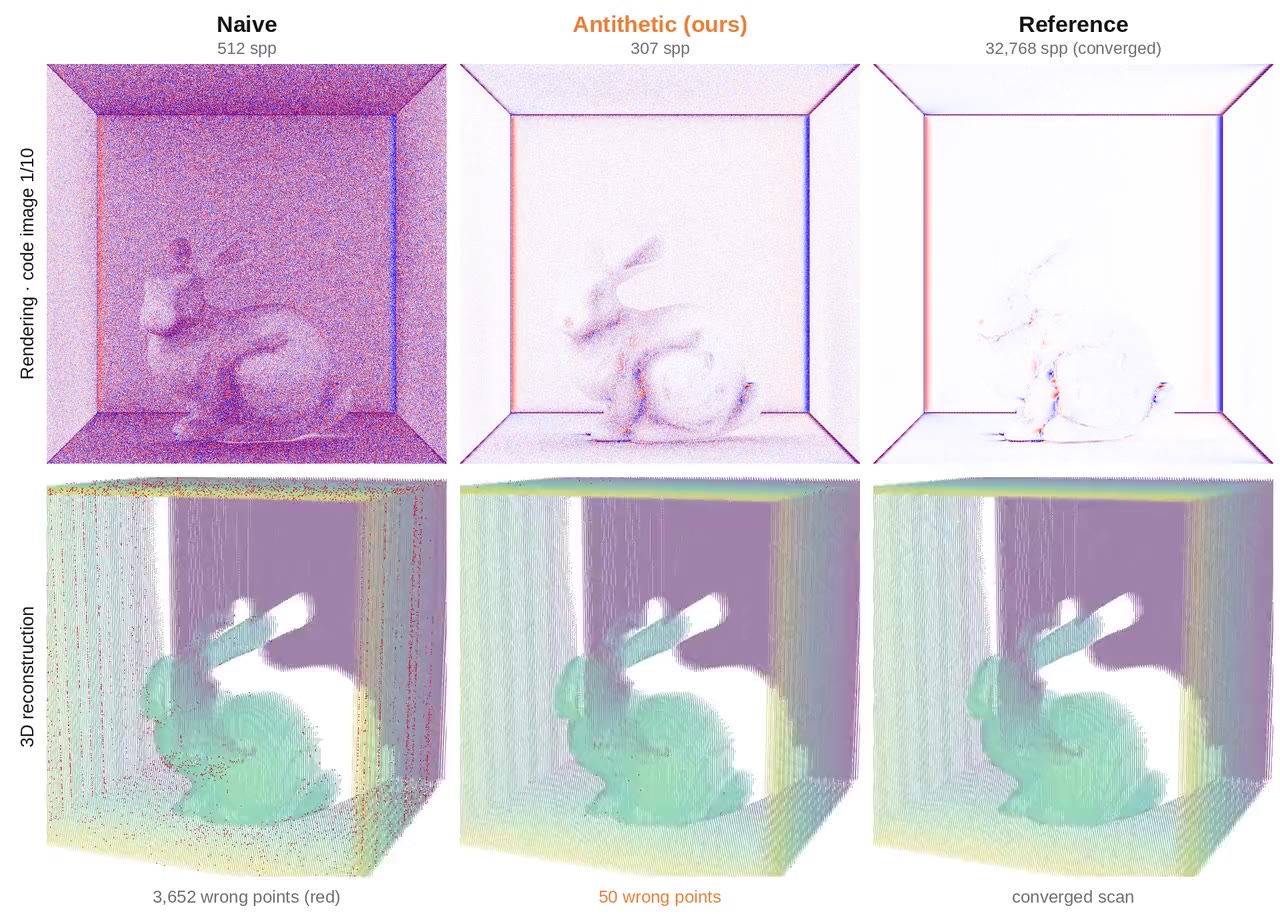 Naive
512 spp
Antithetic (ours)
307 spp
Reference
32,768 spp (converged)
Rendering · code image 1/10
3D reconstruction
3,652 wrong points (red)
50 wrong points
converged scan